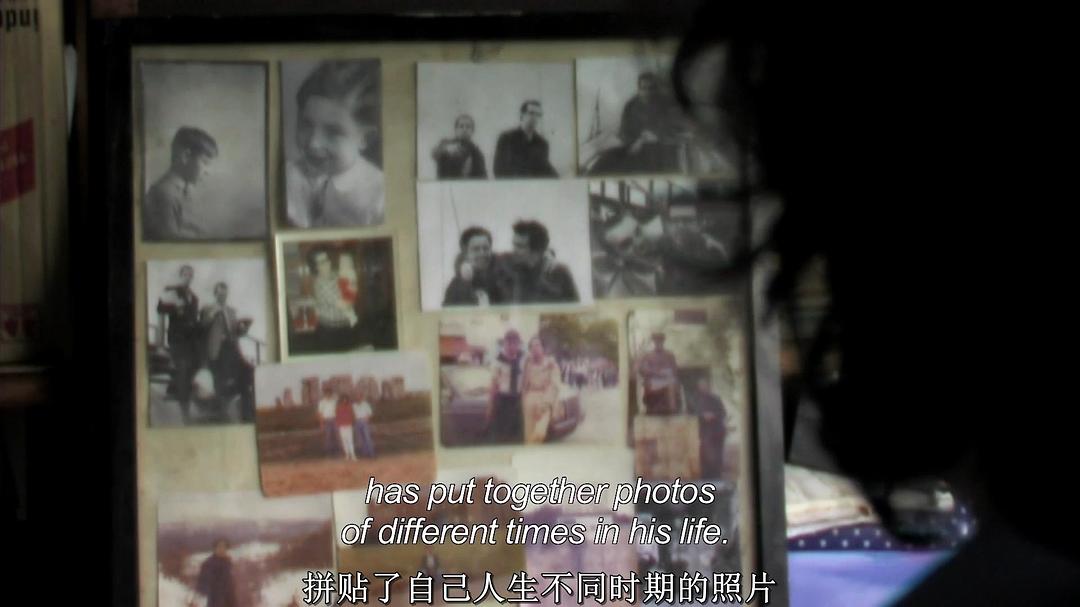 has put together photos
of different times in his life.
拼贴了自己人生不同时期的照片